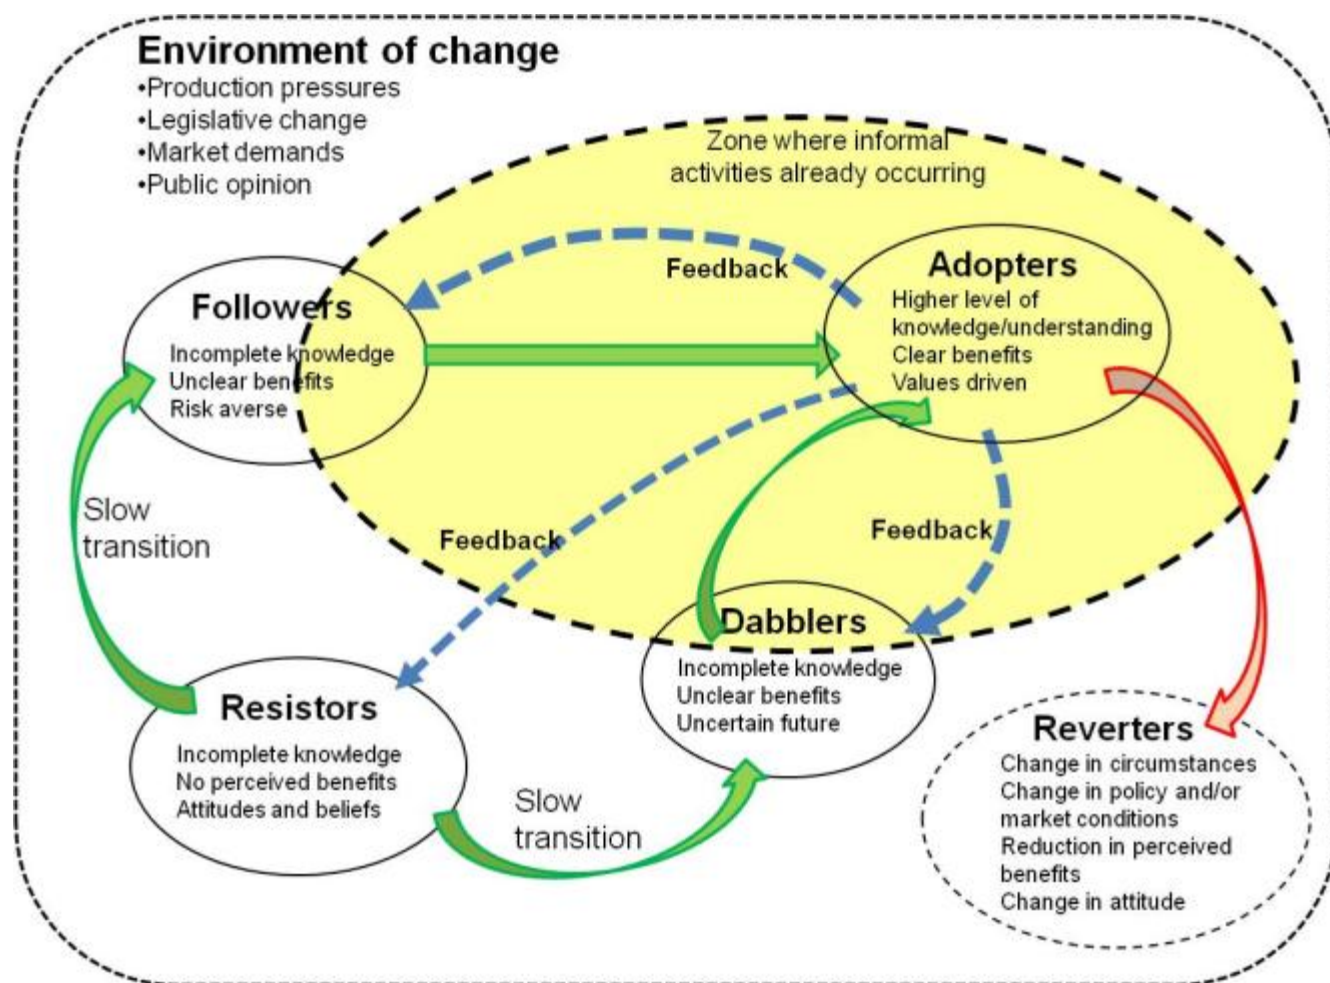 Environment of change
•Production pressures
•Legislative change
•Market demands
•Public opinion
Zone where informal
activities already occurring
Feedback
Adopters
Higher level of
knowledge/understanding
Clear benefits
Values driven
Followers
Incomplete knowledge
Unclear benefits
Risk averse
Slow
transition
Feedback
Feedback
Dabblers
Incomplete knowledge
Unclear benefits
Uncertain future
Resistors
Incomplete knowledge
No perceived benefits
Attitudes and beliefs
Slow
transition
Reverters
Change in circumstances
Change in policy and/or
market conditions
Reduction in perceived
benefits
Change in attitude